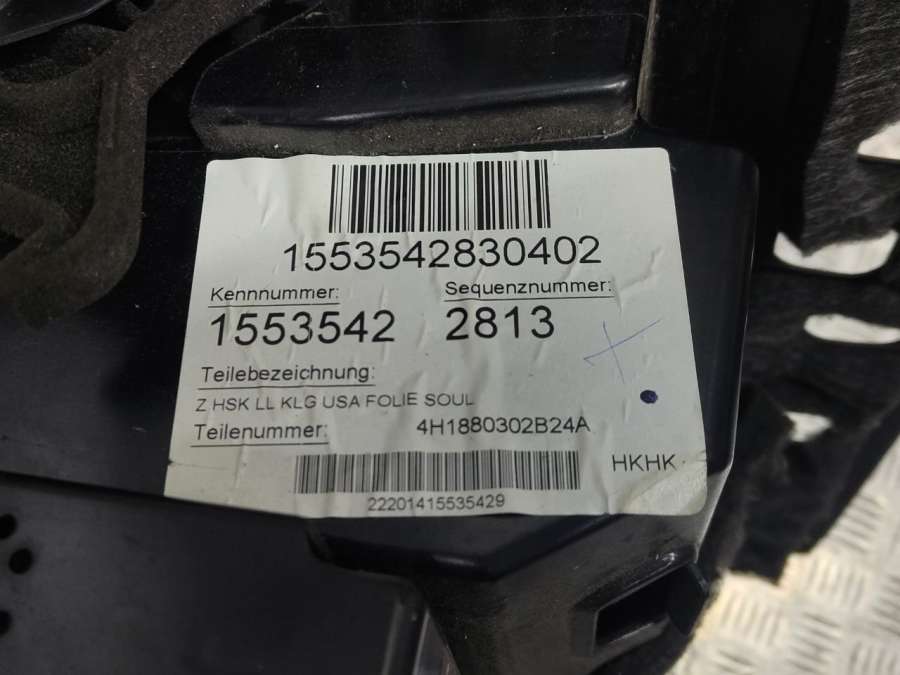 1553542830402
Kennnummer: Sequenznummer:
1553542 2813
Teilebezeichnung:
Z HSK LL KLG USA FOLIE SOUL
Teilenummer: 4H1880302B24A
HKHK
22201415535429